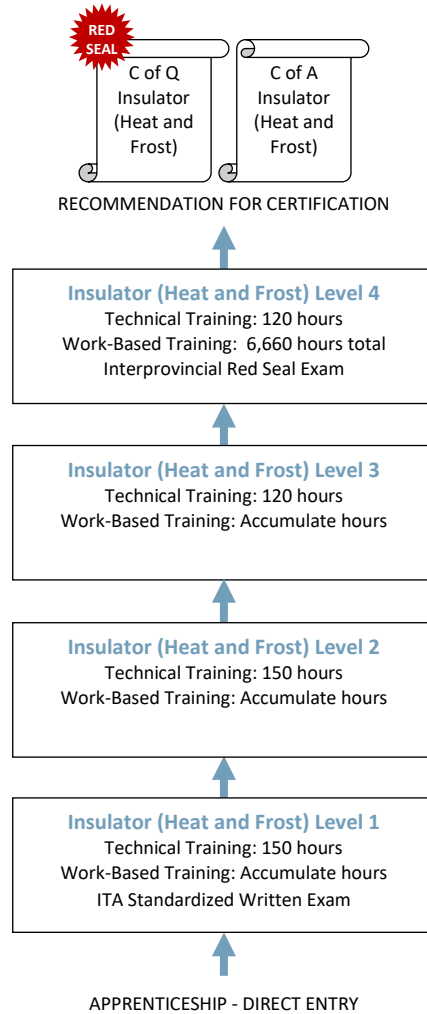 RED
SEAL
C of Q
Insulator
(Heat and
Frost)
C of A
Insulator
(Heat and
Frost)
RECOMMENDATION FOR CERTIFICATION
Insulator (Heat and Frost) Level 4
Technical Training: 120 hours
Work-Based Training:  6,660 hours total
Interprovincial Red Seal Exam
Insulator (Heat and Frost) Level 3
Technical Training: 120 hours
Work-Based Training: Accumulate hours
Insulator (Heat and Frost) Level 2
Technical Training: 150 hours
Work-Based Training: Accumulate hours
Insulator (Heat and Frost) Level 1
Technical Training: 150 hours
Work-Based Training: Accumulate hours
ITA Standardized Written Exam
APPRENTICESHIP - DIRECT ENTRY